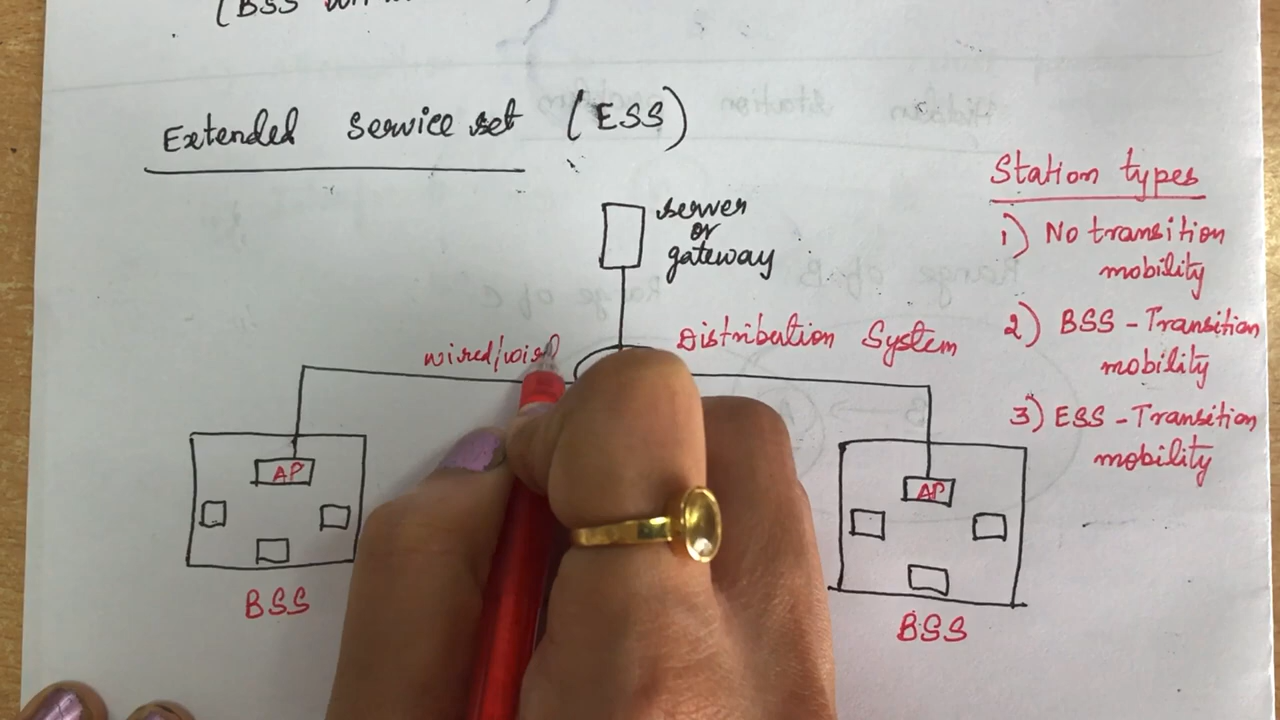 (BSS
Extended Service set (ESS)
server
or
gateway
wired/
Distribution System
AP
BSS
AP
BSS
Station types
1) No transition
mobility
2) BSS - Transition
mobility
3) ESS - Transition
mobility